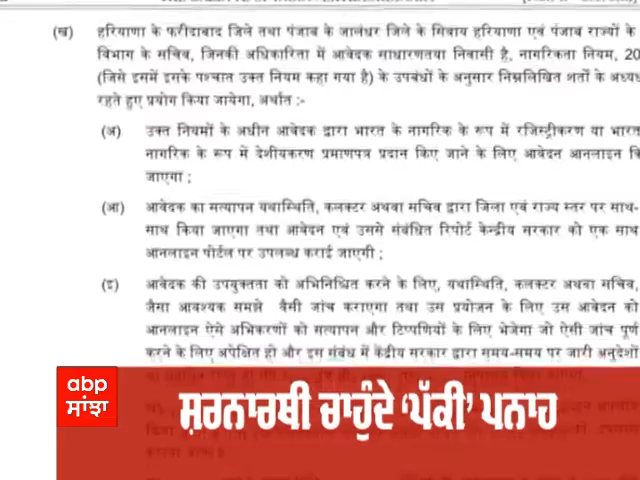 (ख) हरियाणा के फरीदाबाद जिले तथा पंजाब के जालंधर जिले के सिवाय हरियाणा एवं पंजाब राज्यों के
विभाग के सचिव, जिनकी अधिकारिता में आवेदक साधारणतया निवासी है, नागरिकता नियम, 20
(जिसे इसमें इसके पश्चात उक्त नियम कहा गया है) के उपबंधों के अनुसार निम्नलिखित शर्तों के अध्य
रहते हुए प्रयोग किया जायेगा, अर्थात :-
(अ) उक्त नियमों के अधीन आवेदक द्वारा भारत के नागरिक के रूप में रजिस्ट्रीकरण या भारत
नागरिक के रूप में देशीयकरण प्रमाणपत्र प्रदान किए जाने के लिए आवेदन आनलाइन कि
जाएगा ;
(आ) आवेदक का सत्यापन यथास्थिति, कलक्टर अथवा सचिव द्वारा जिला एवं राज्य स्तर पर साथ-
साथ किया जाएगा तथा आवेदन एवं उससे संबंधित रिपोर्ट केन्द्रीय सरकार को एक साथ
आनलाइन पोर्टल पर उपलब्ध कराई जाएगी ;
(इ) आवेदक की उपयुक्तता को अभिनिश्चित करने के लिए, यथास्थिति, कलक्टर अथवा सचिव,
जैसा आवश्यक समझे वैसी जांच कराएगा तथा उस प्रयोजन के लिए उस आवेदन को
आनलाइन ऐसे अभिकरणों को सत्यापन और टिप्पणियों के लिए भेजेगा जो ऐसी जांच पूर्ण
करने के लिए अपेक्षित हो और इस संबंध में केंद्रीय सरकार द्वारा समय-समय पर जारी अनुदेशों
abp
ਸਾਂਝਾ
ਸ਼ਰਨਾਰਥੀ ਚਾਹੁੰਦੇ ‘ਪੱਕੀ’ ਪਨਾਹ